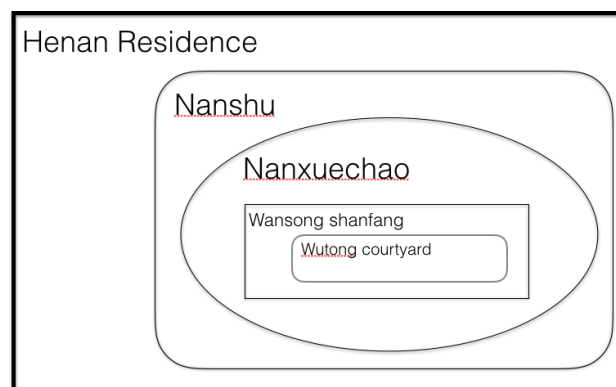 Henan Residence
Nanshu
Nanxuechao
Wansong shanfang
Wutong courtyard